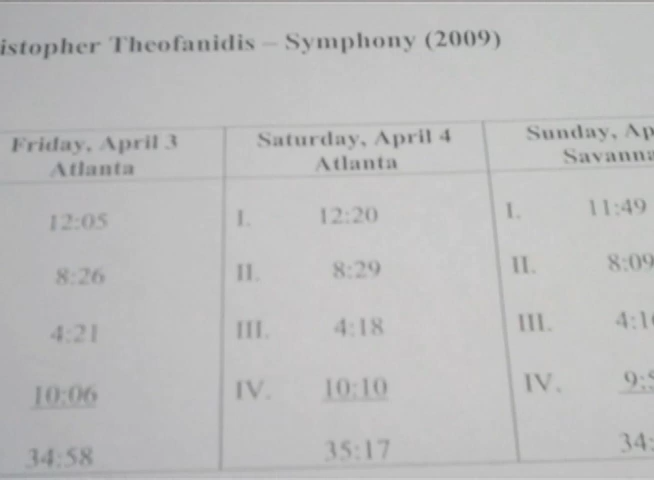 istopher Theofanidis – Symphony (2009)
Friday, April 3 Saturday, April 4 Sunday,
Atlanta Atlanta
12:05 I. 12:20 I. 11:49
8:26 II. 8:29 II. 8:09
4:21 III. 4:18 III.
10:06 IV. 10:10 IV.
34:58 35:17